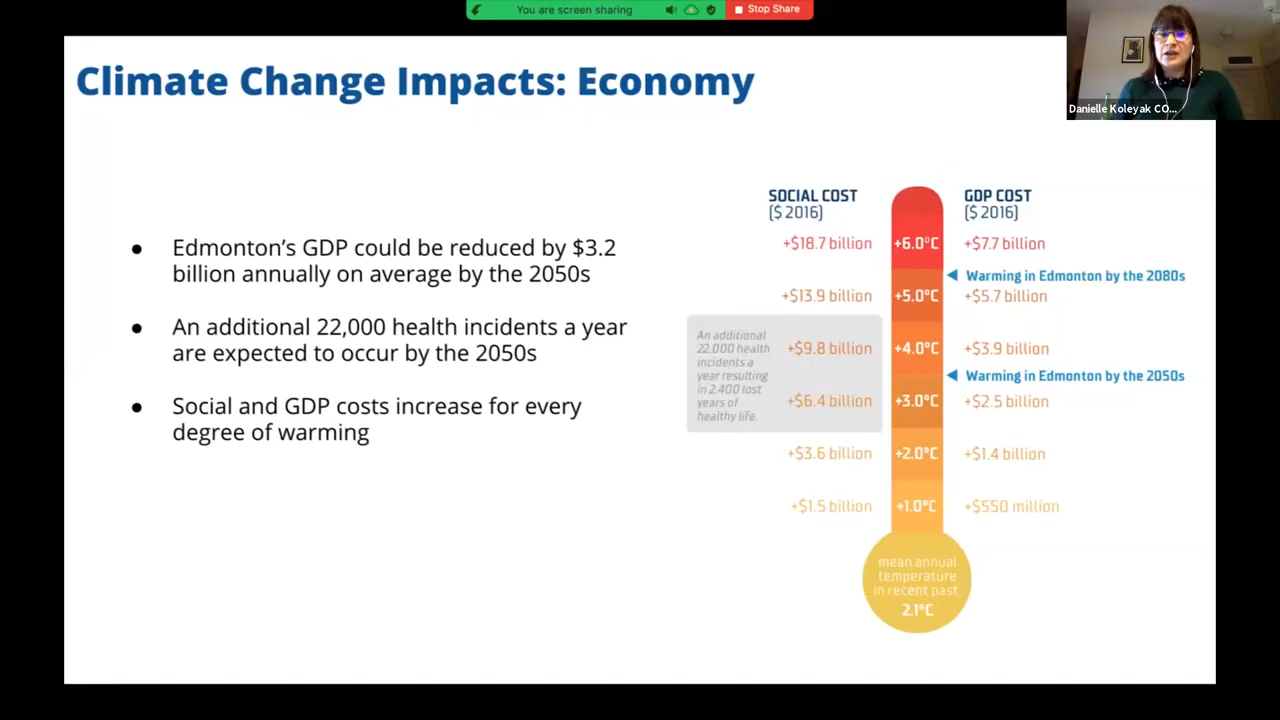 You are screen sharing
Stop Share
Danielle Koleyak CO...
Climate Change Impacts: Economy
● Edmonton’s GDP could be reduced by $3.2
billion annually on average by the 2050s
● An additional 22,000 health incidents a year
are expected to occur by the 2050s
● Social and GDP costs increase for every
degree of warming
SOCIAL COST
($ 2016)
GDP COST
($ 2016)
+$18.7 billion +6.0°C +$7.7 billion
Warming in Edmonton by the 2080s
+$13.9 billion +5.0°C +$5.7 billion
An additional
22,000 health
incidents a
year resulting
in 2,400 lost
years of
healthy life.
+$9.8 billion +4.0°C +$3.9 billion
Warming in Edmonton by the 2050s
+$6.4 billion +3.0°C +$2.5 billion
+$3.6 billion +2.0°C +$1.4 billion
+$1.5 billion +1.0°C +$550 million
mean annual
temperature
in recent past
2.1°C